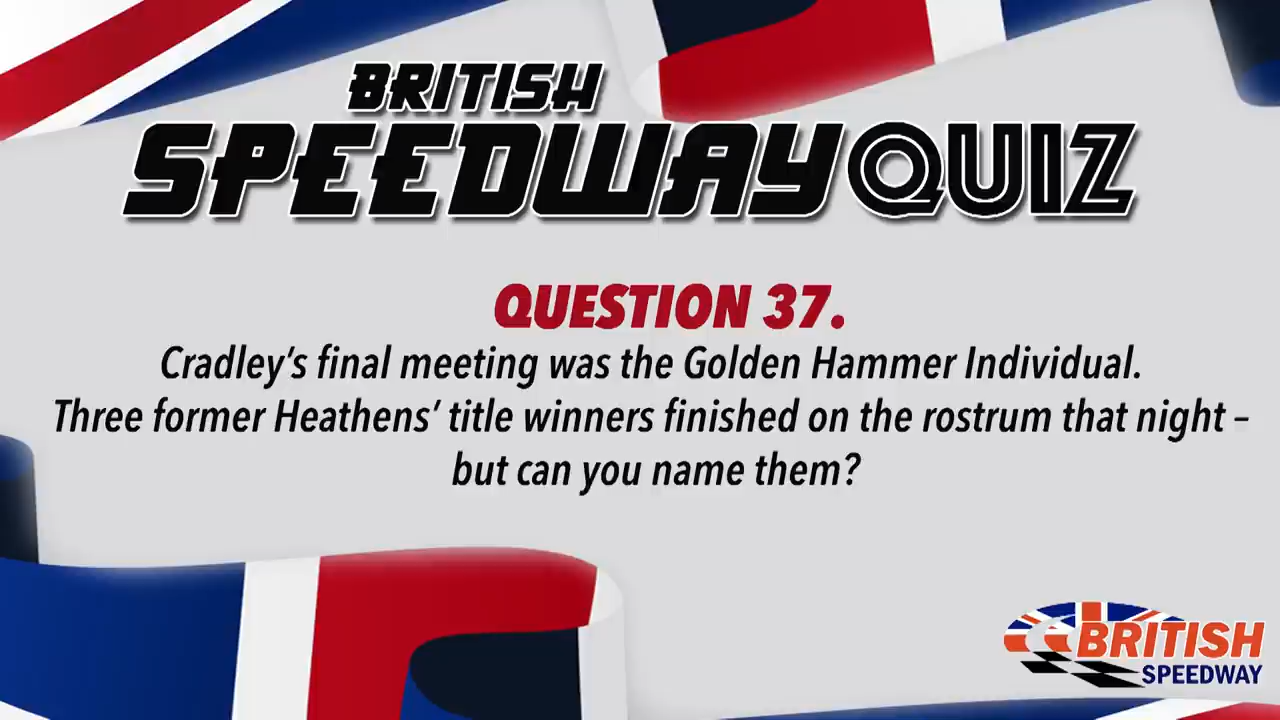 BRITISH
SPEEDWAY QUIZ
QUESTION 37.
Cradley’s final meeting was the Golden Hammer Individual.
Three former Heathens’ title winners finished on the rostrum that night –
but can you name them?
BRITISH
SPEEDWAY